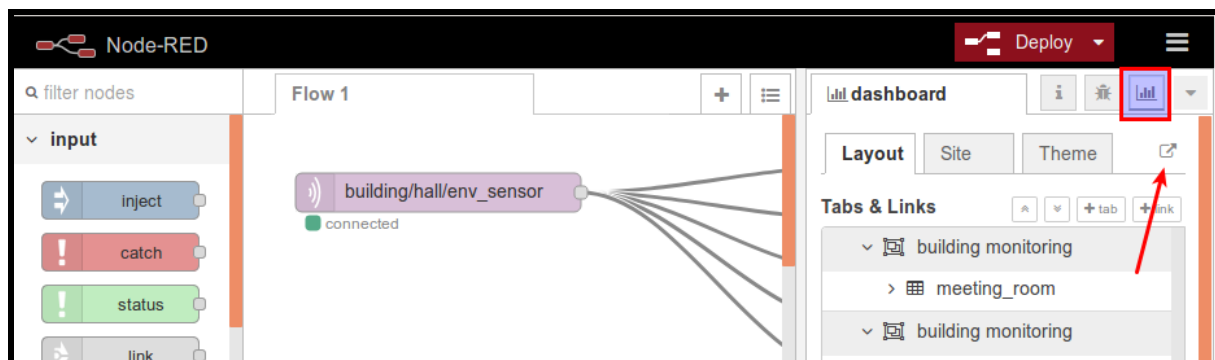 Node-RED
Deploy
filter nodes
Flow 1
dashboard
input
Layout
Site
Theme
inject
building/hall/env_sensor
connected
Tabs & Links
+ tab
+ link
building monitoring
catch
meeting_room
status
building monitoring
link